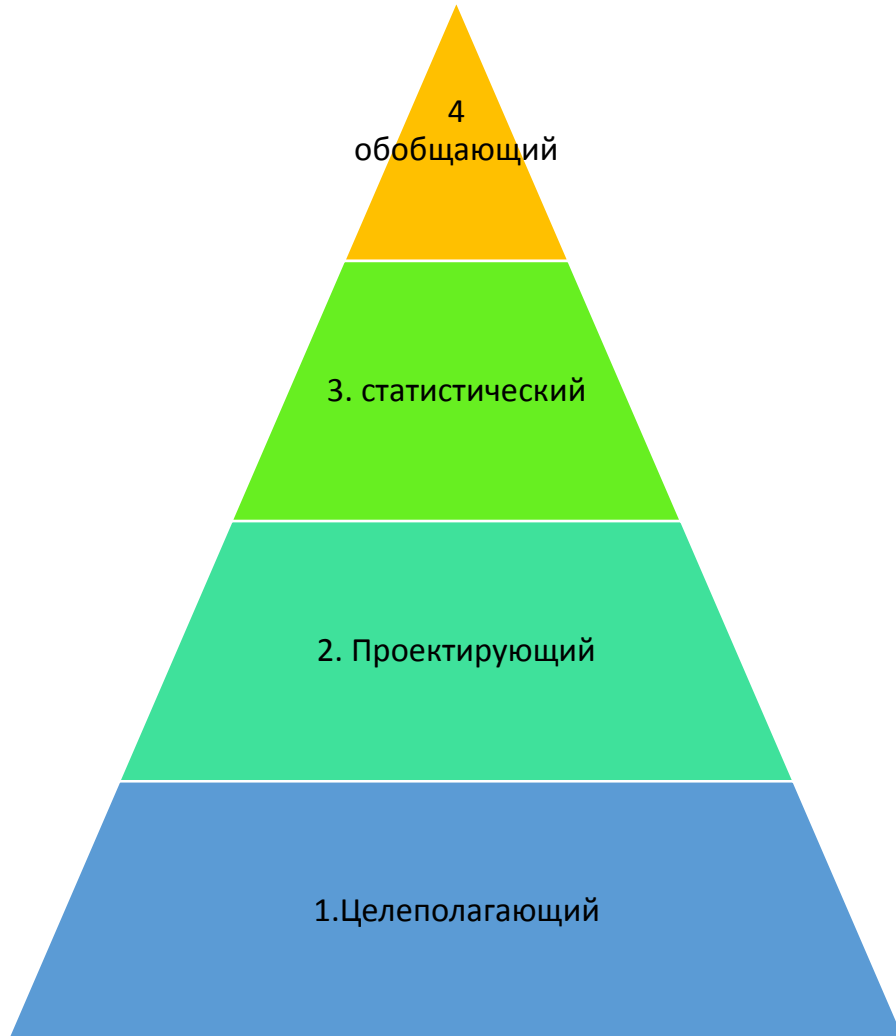 4
обобщающий
3. статистический
2. Проектирующий
1.Целеполагающий